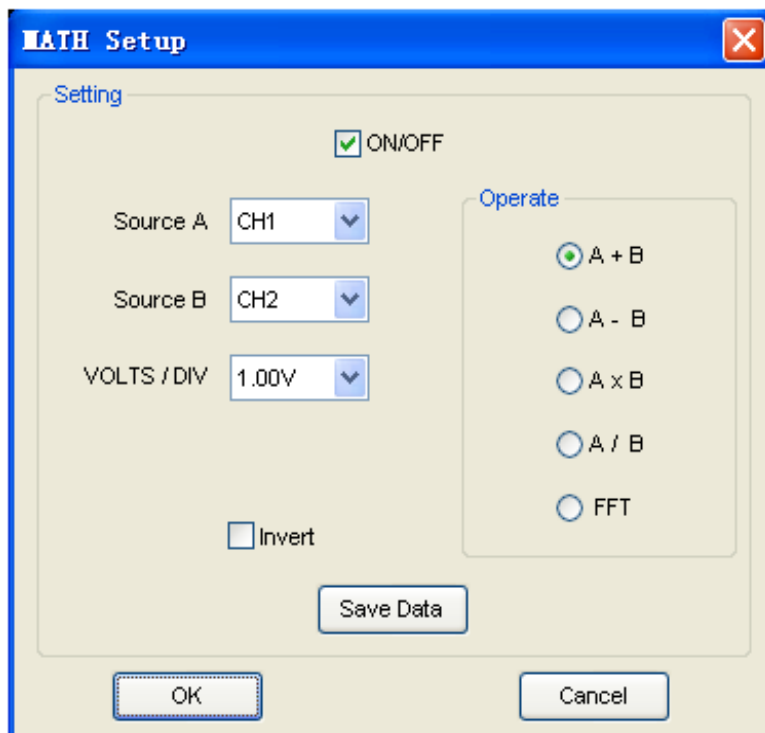 MATH Setup
Setting
ON/OFF
Source A CH1
Source B CH2
VOLTS / DIV 1.00V
Invert
Operate
A + B
A - B
A x B
A / B
FFT
Save Data
OK Cancel